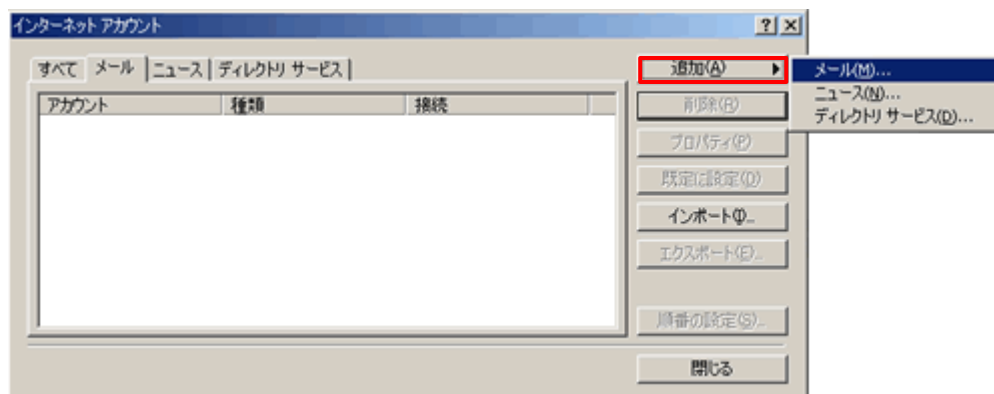 インターネット アカウント
すべて メール ニュース ディレクトリ サービス
アカウント 種類 接続
追加(A)
削除(R)
プロパティ(P)
既定に設定(D)
インポート(I)...
エクスポート(E)...
順番の設定(S)...
閉じる
メール(M)...
ニュース(N)...
ディレクトリ サービス(D)...